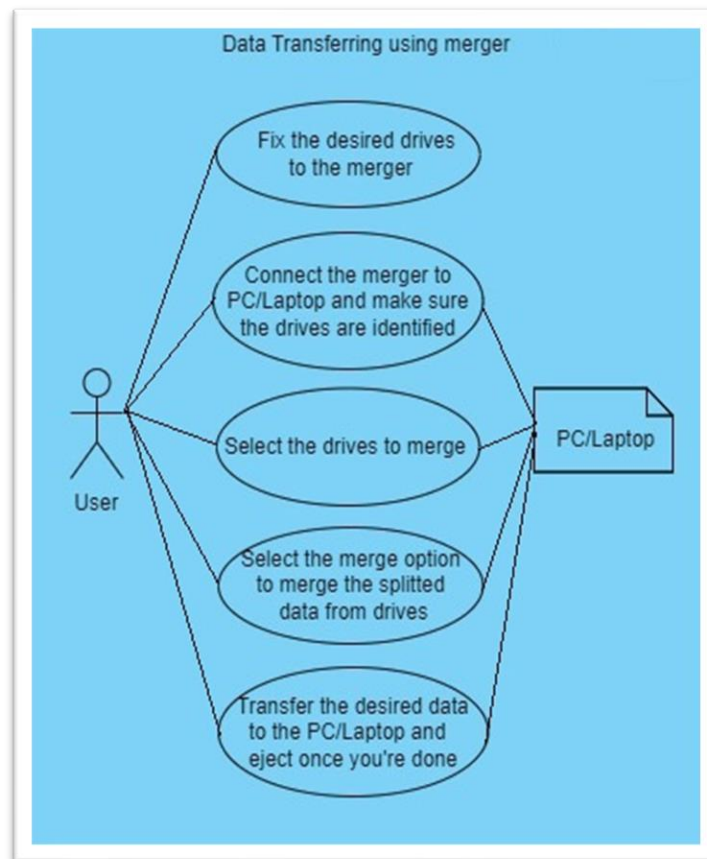 Data Transferring using merger
Fix the desired drives
to the merger
Connect the merger to
PC/Laptop and make sure
the drives are identified
Select the drives to merge
PC/Laptop
User
Select the merge option
to merge the splitted
data from drives
Transfer the desired data
to the PC/Laptop and
eject once you're done